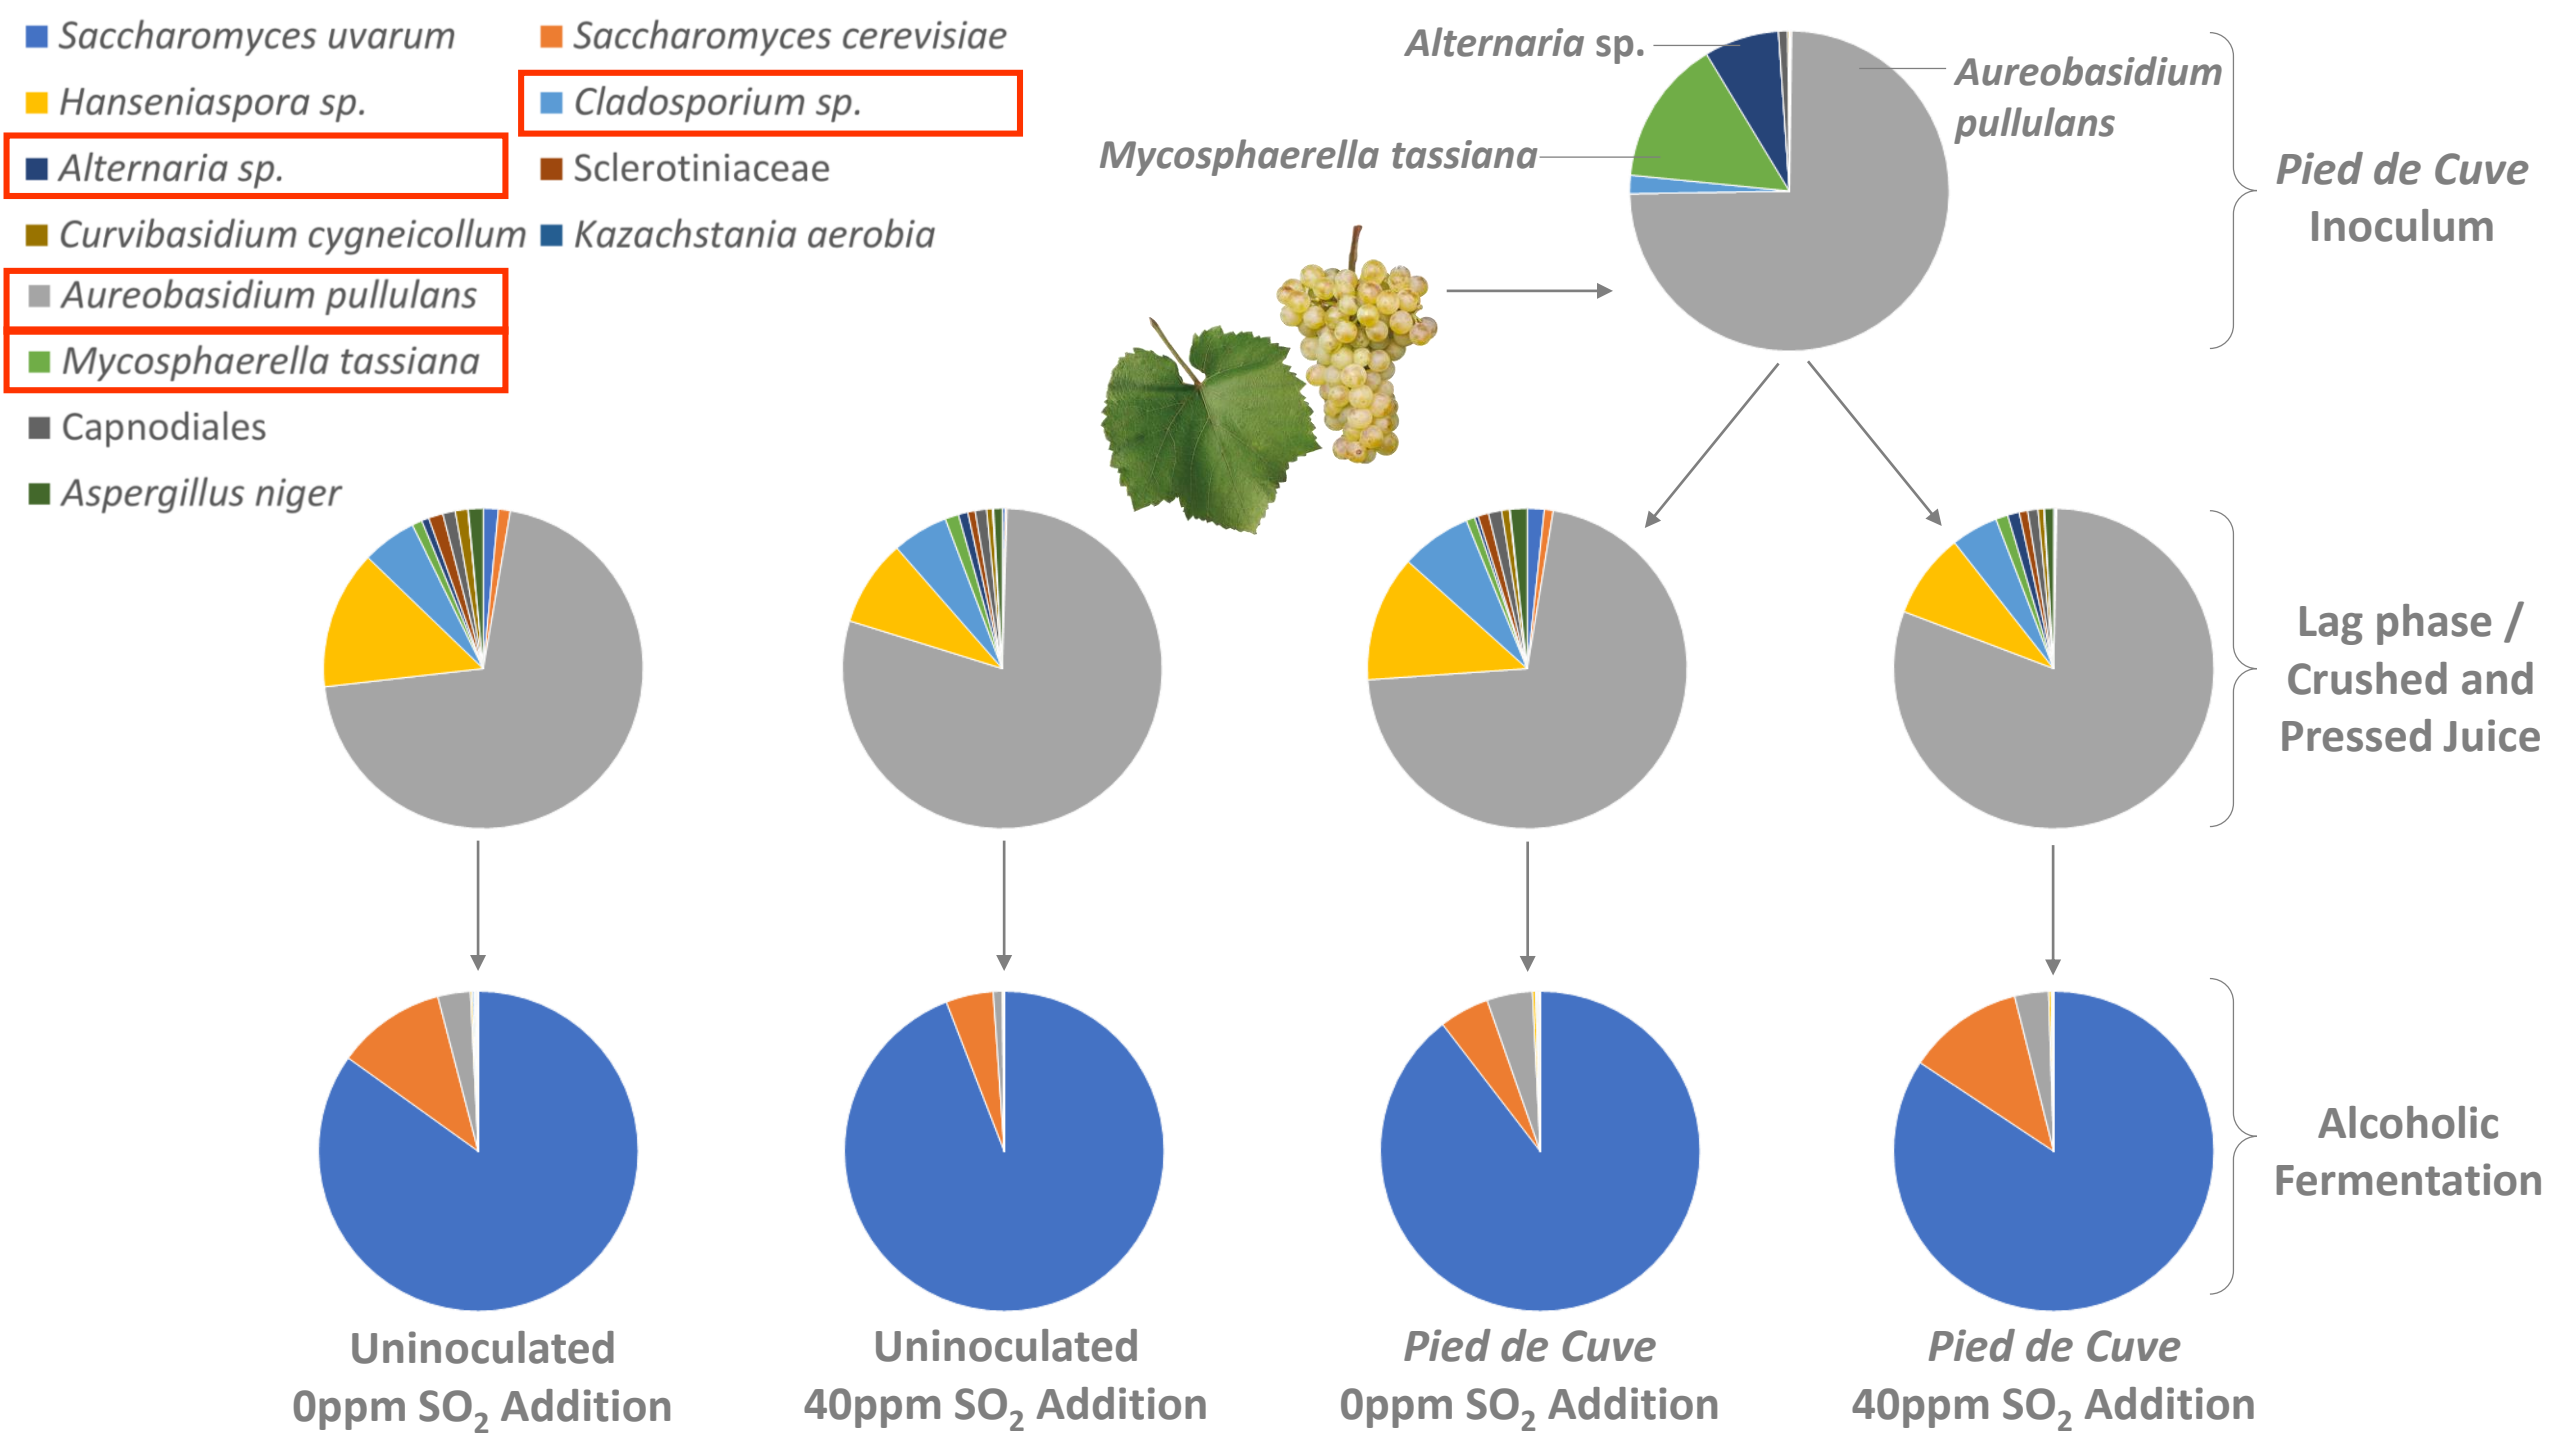 Saccharomyces uvarum
Saccharomyces cerevisiae
Hanseniaspora sp.
Cladosporium sp.
Alternaria sp.
Sclerotiniaceae
Curvibasidium cygneicollum
Kazachstania aerobia
Aureobasidium pullulans
Mycosphaerella tassiana
Capnodiales
Aspergillus niger
Alternaria sp.
Aureobasidium
pullulans
Mycosphaerella tassiana
Pied de Cuve
Inoculum
Lag phase /
Crushed and
Pressed Juice
Alcoholic
Fermentation
Uninoculated
0ppm SO₂ Addition
Uninoculated
40ppm SO₂ Addition
Pied de Cuve
0ppm SO₂ Addition
Pied de Cuve
40ppm SO₂ Addition